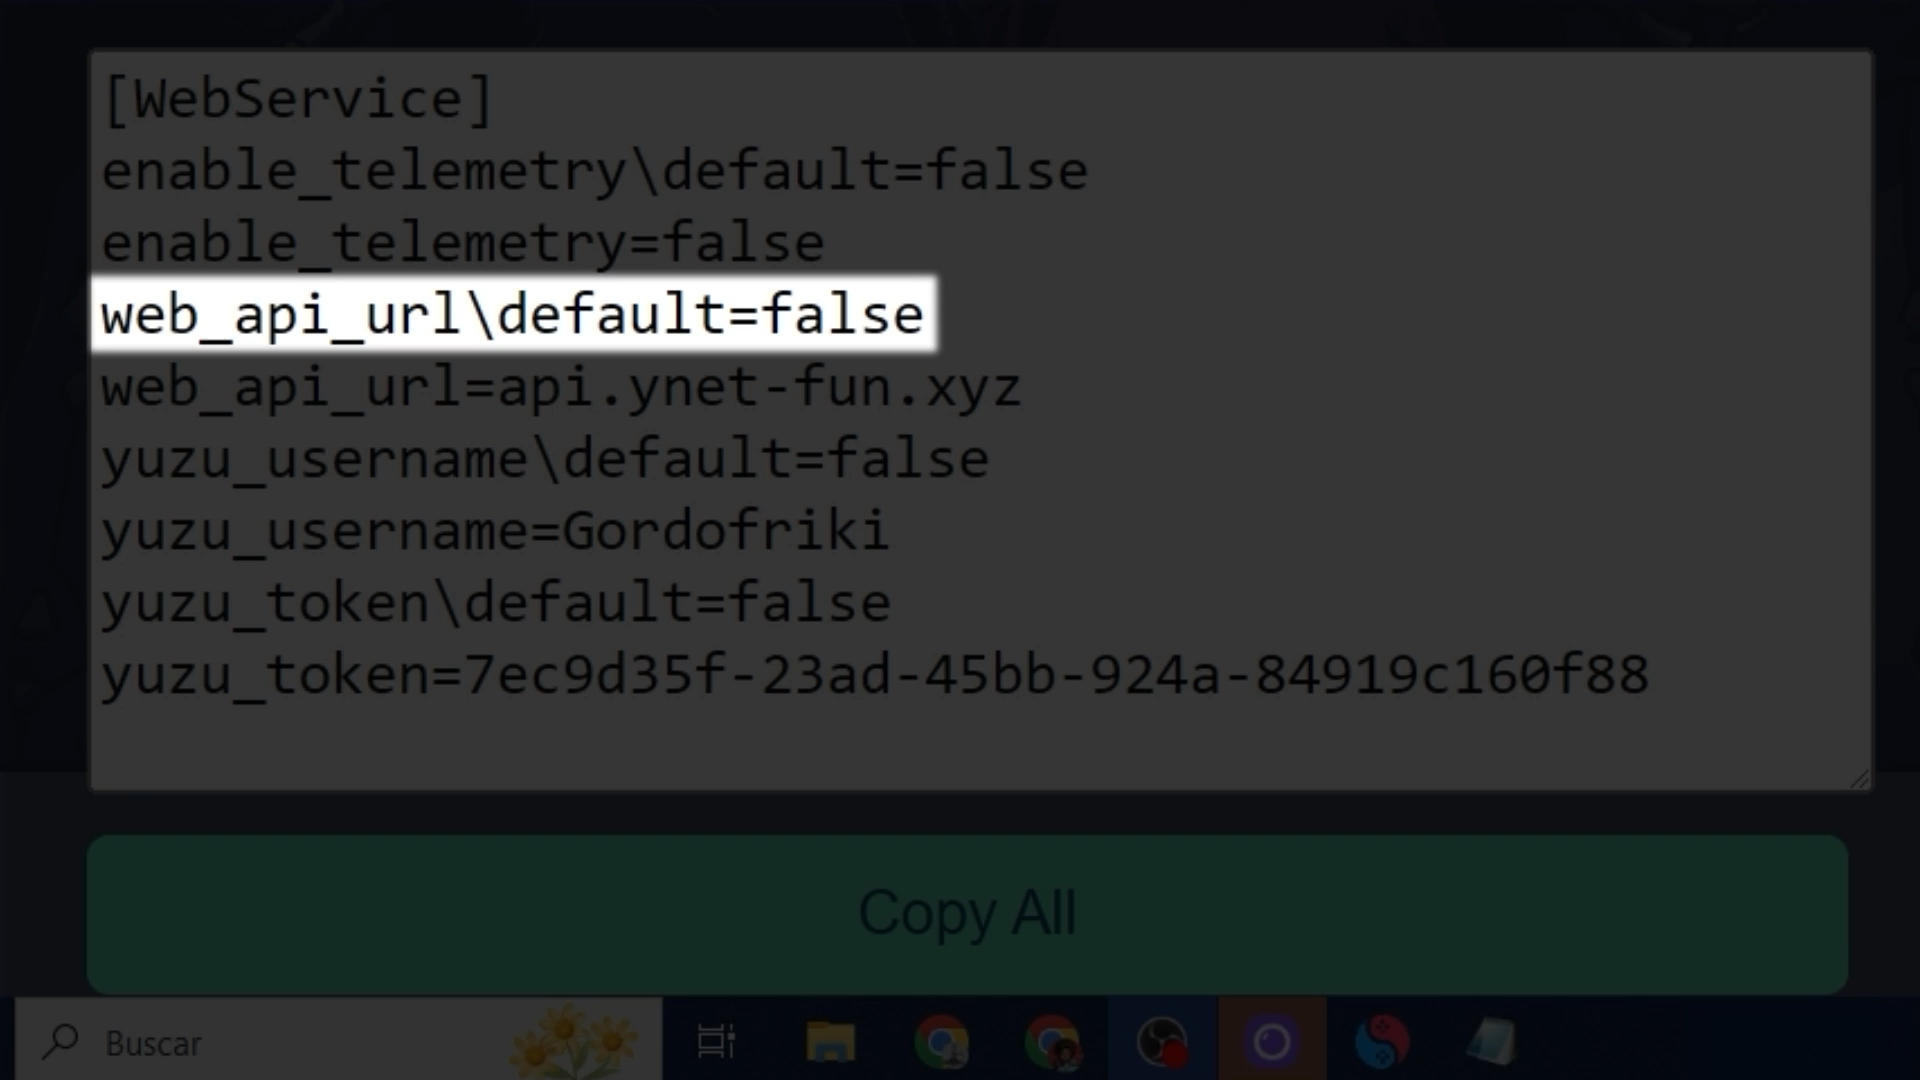 [WebService]
enable_telemetry\default=false
enable_telemetry=false
web_api_url\default=false
web_api_url=api.ynet-fun.xyz
yuzu_username\default=false
yuzu_username=Gordofriki
yuzu_token\default=false
yuzu_token=7ec9d35f-23ad-45bb-924a-84919c160f88
Copy All
Buscar